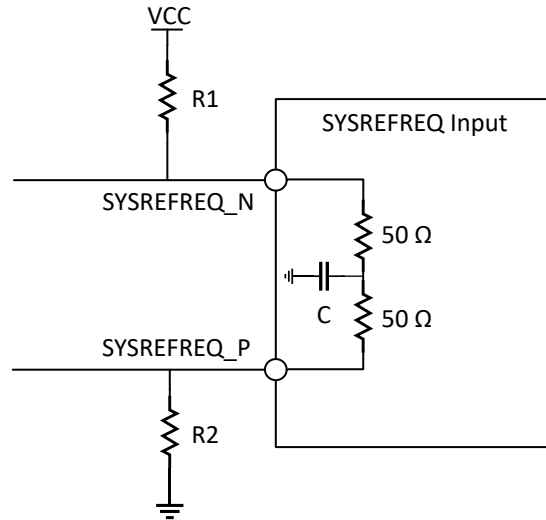 VCC
R1
SYSREFREQ Input
SYSREFREQ_N
50 Ω
C
50 Ω
SYSREFREQ_P
R2